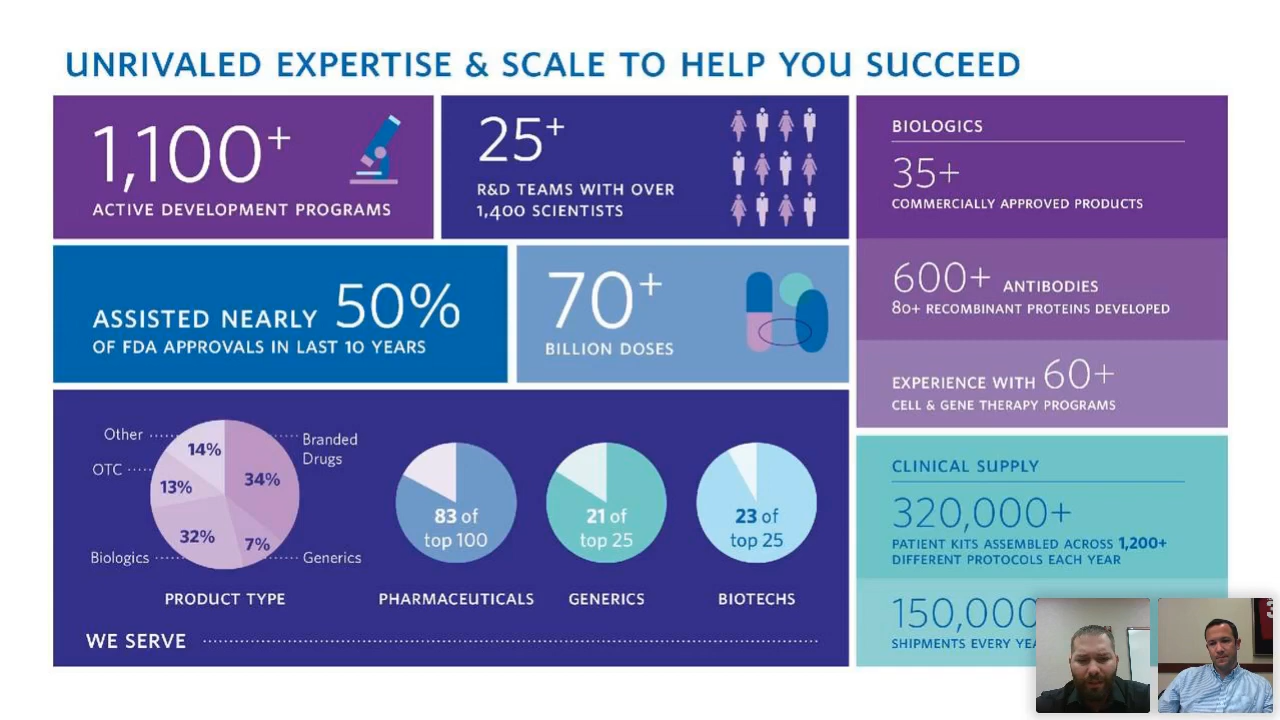 UNRIVALED EXPERTISE & SCALE TO HELP YOU SUCCEED
1,100+
ACTIVE DEVELOPMENT PROGRAMS
25+
R&D TEAMS WITH OVER
1,400 SCIENTISTS
ASSISTED NEARLY 50%
OF FDA APPROVALS IN LAST 10 YEARS
70+
BILLION DOSES
Other
14%
Branded
Drugs
OTC
34%
13%
32%
7%
Biologics
Generics
PRODUCT TYPE
83 of
top 100
PHARMACEUTICALS
21 of
top 25
GENERICS
23 of
top 25
BIOTECHS
WE SERVE
BIOLOGICS
35+
COMMERCIALLY APPROVED PRODUCTS
600+ ANTIBODIES
80+ RECOMBINANT PROTEINS DEVELOPED
EXPERIENCE WITH 60+
CELL & GENE THERAPY PROGRAMS
CLINICAL SUPPLY
320,000+
PATIENT KITS ASSEMBLED ACROSS 1,200+
DIFFERENT PROTOCOLS EACH YEAR
150,000
SHIPMENTS EVERY